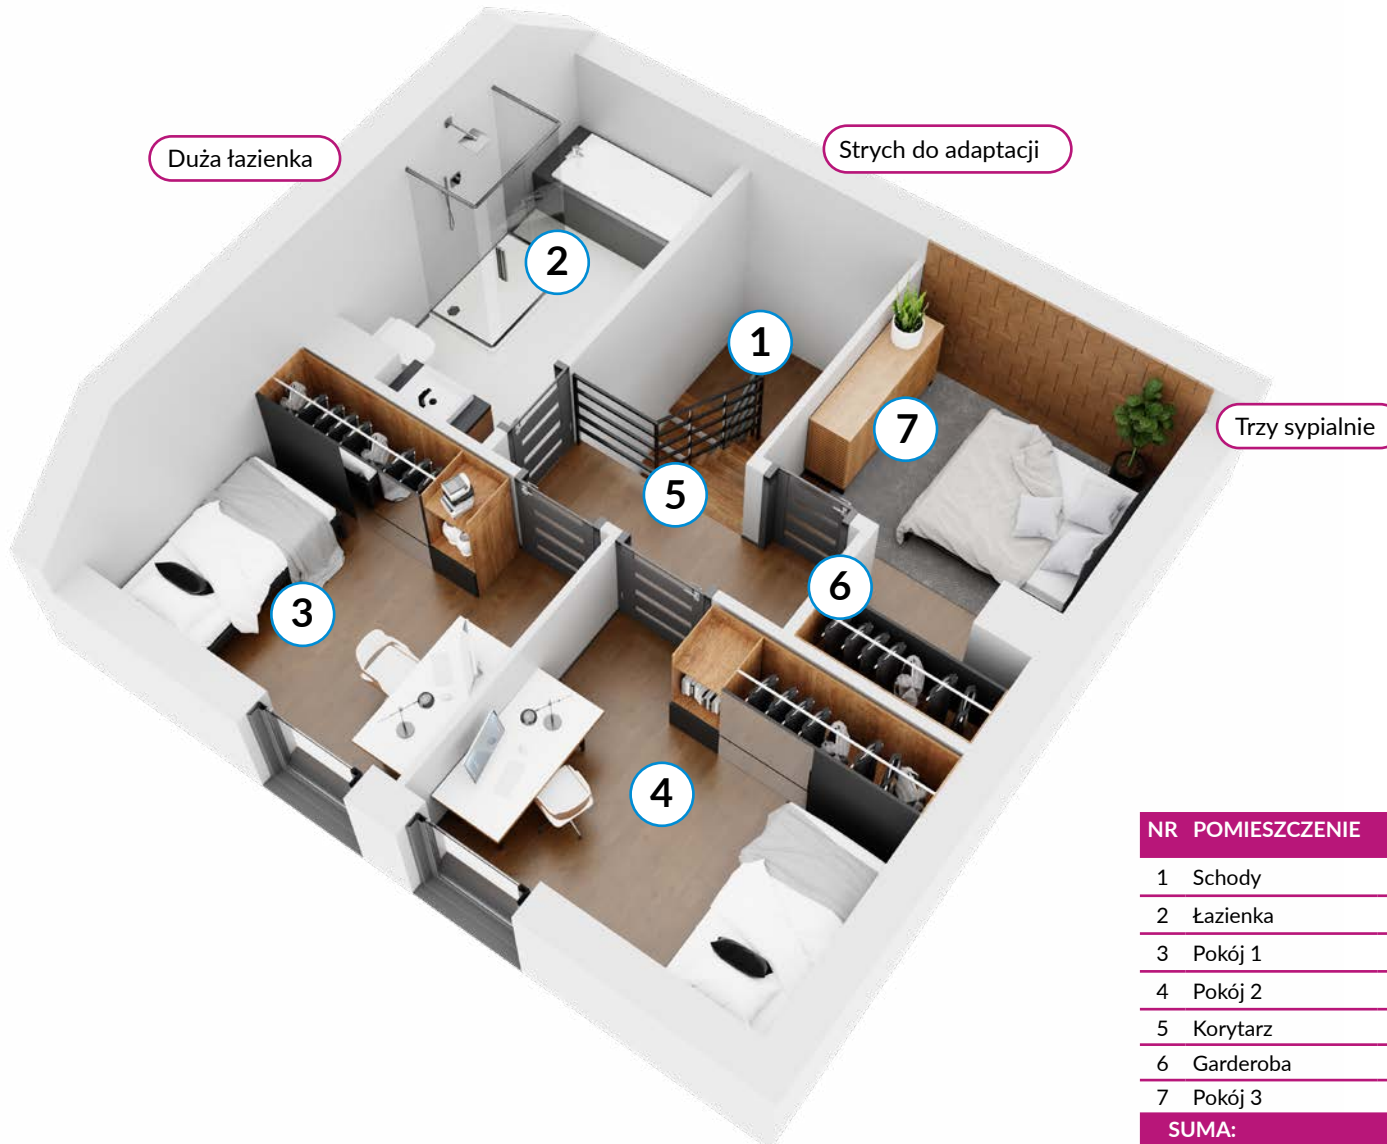 Duża łazienka
Strych do adaptacji
Trzy sypialnie
2
1
7
5
6
3
4
NR POMIESZCZENIE
1 Schody
2 Łazienka
3 Pokój 1
4 Pokój 2
5 Korytarz
6 Garderoba
7 Pokój 3
SUMA: